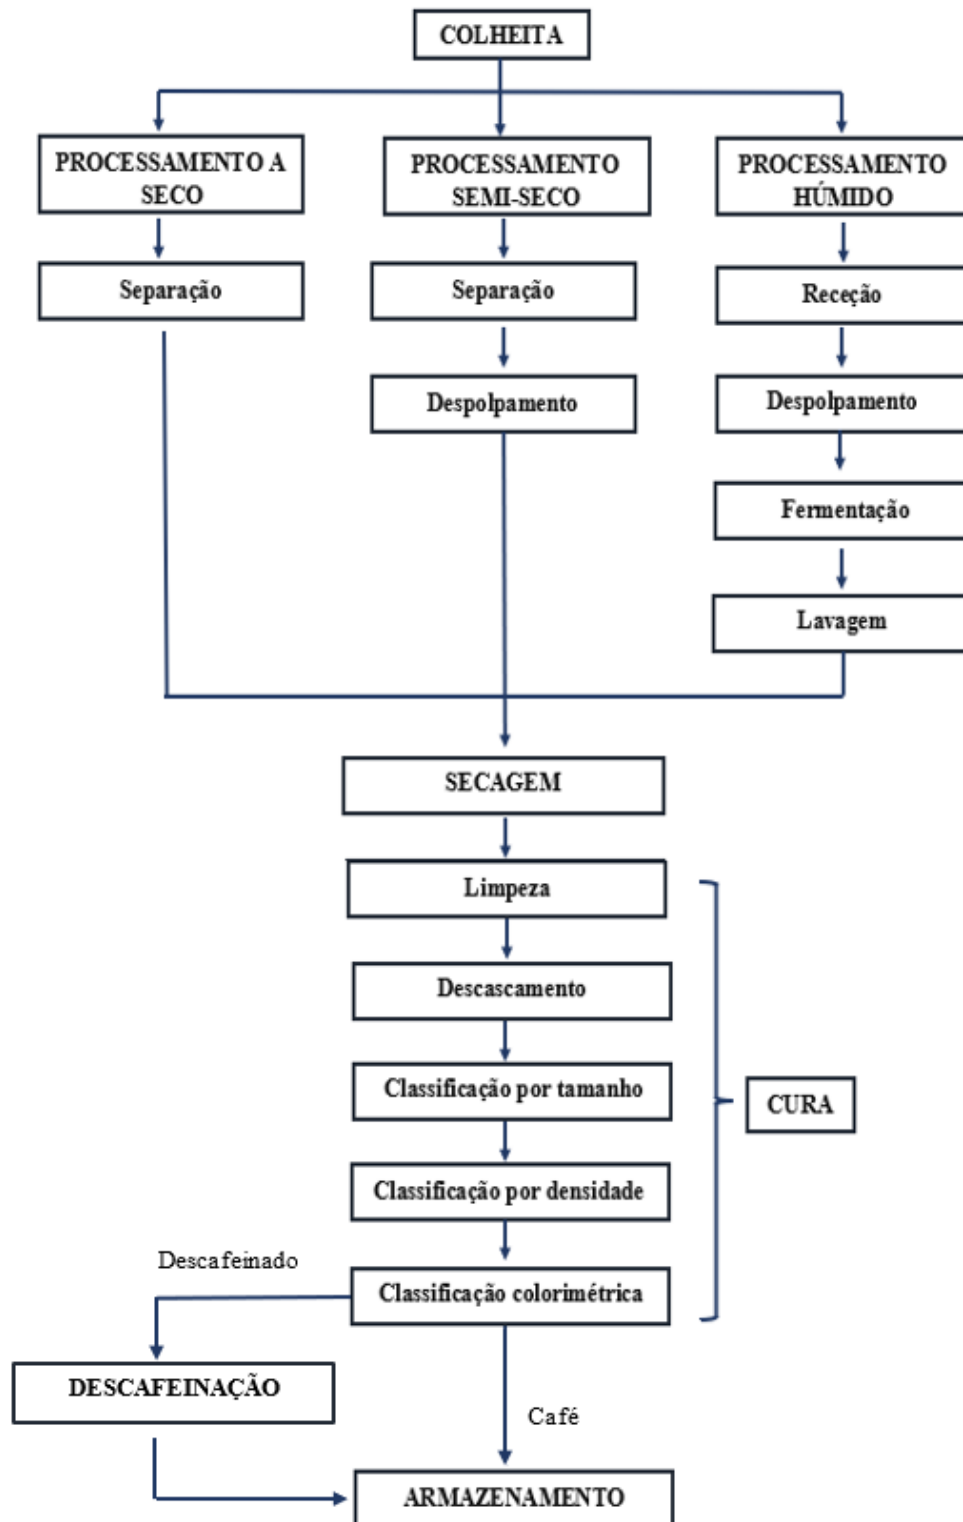 COLHEITA
PROCESSAMENTO A
SECO
PROCESSAMENTO
SEMI-SECO
PROCESSAMENTO
HÚMIDO
Separação
Separação
Receção
Despolpamento
Despolpamento
Fermentação
Lavagem
SECAGEM
Limpeza
Descascamento
Classificação por tamanho
CURA
Classificação por densidade
Descafeinado
Classificação colorimétrica
DESCAFEINAÇÃO
Café
ARMAZENAMENTO